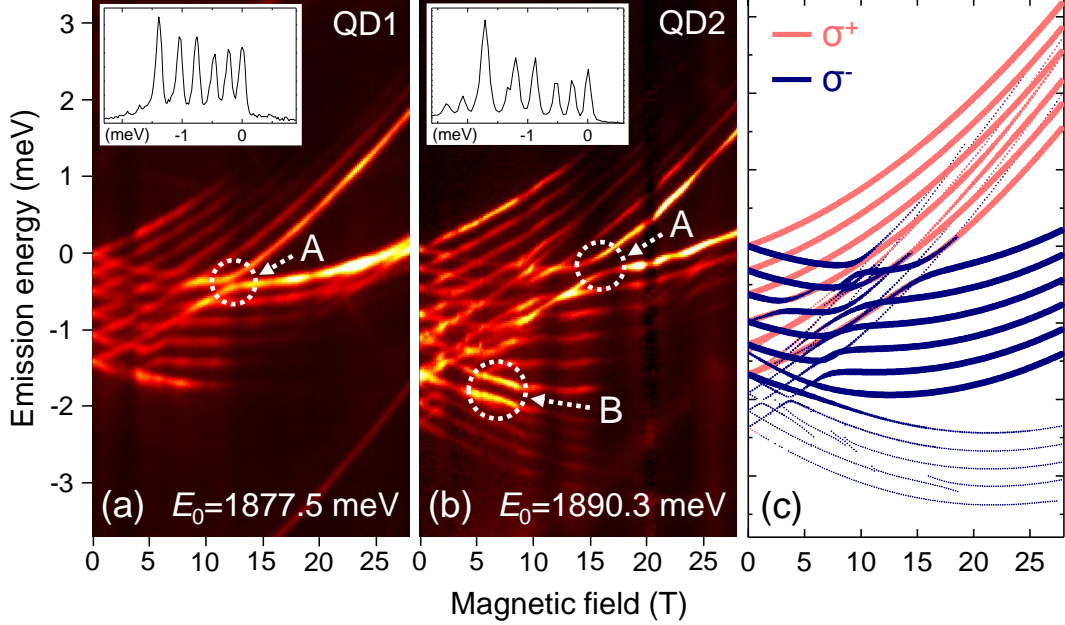 Emission energy (meV)
3
2
1
0
-1
-2
-3
QD1
(meV) -1 0
A
(a) E₀=1877.5 meV
0 5 10 15 20 25
QD2
(meV) -1 0
A
B
(b) E₀=1890.3 meV
0 5 10 15 20 25
σ⁺
σ⁻
(c)
0 5 10 15 20 25
Magnetic field (T)